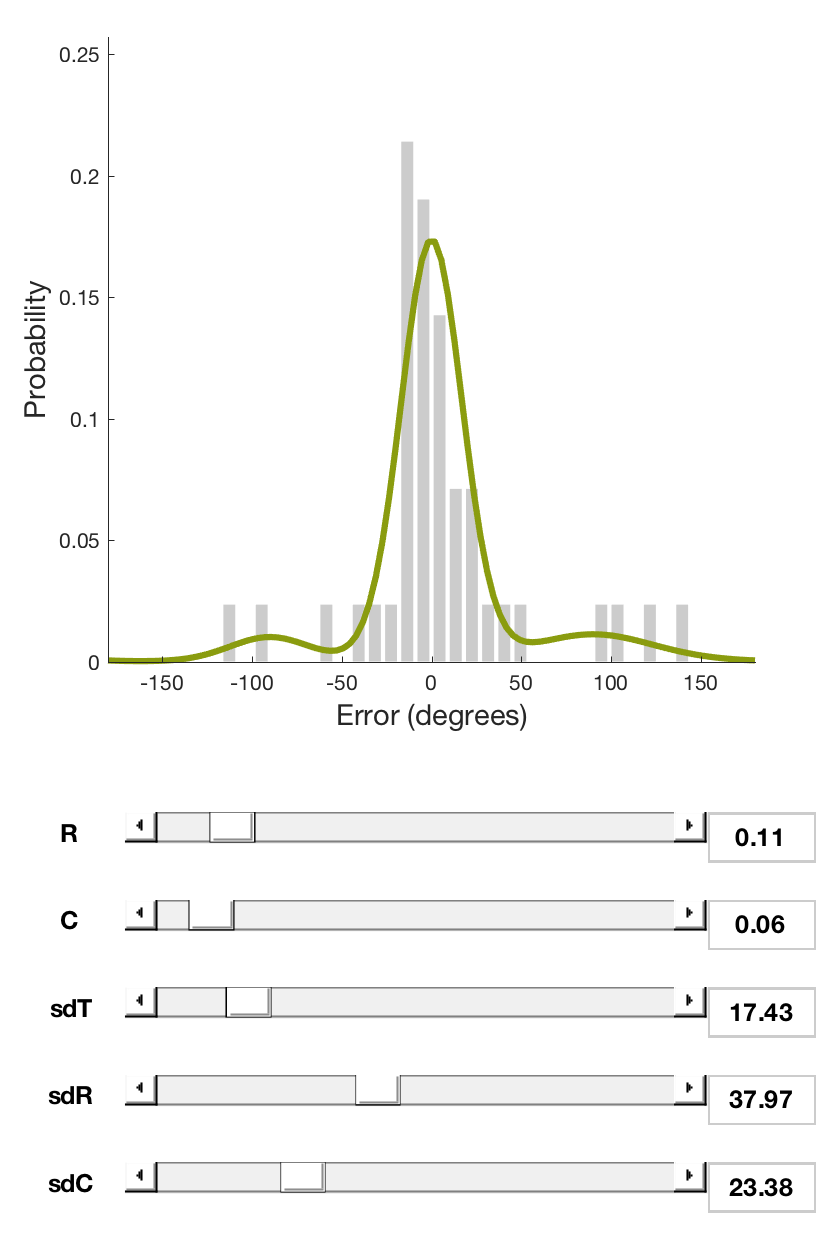 0.25
0.2
0.15
0.1
0.05
0
Probability
-150 -100 -50 0 50 100 150
Error (degrees)
R 0.11
C 0.06
sdT 17.43
sdR 37.97
sdC 23.38